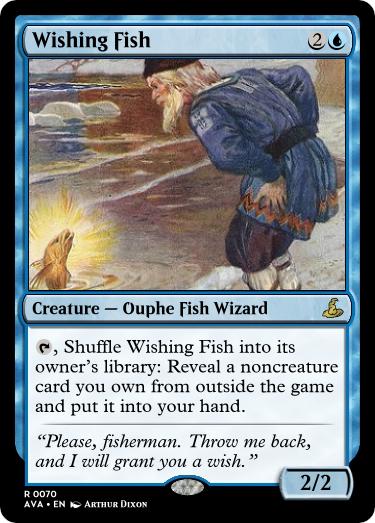 Wishing Fish 2
Creature — Ouphe Fish Wizard
, Shuffle Wishing Fish into its
owner's library: Reveal a noncreature
card you own from outside the game
and put it into your hand.
“Please, fisherman. Throw me back,
and I will grant you a wish.”
2/2
R 0070
AVA • EN Arthur Dixon